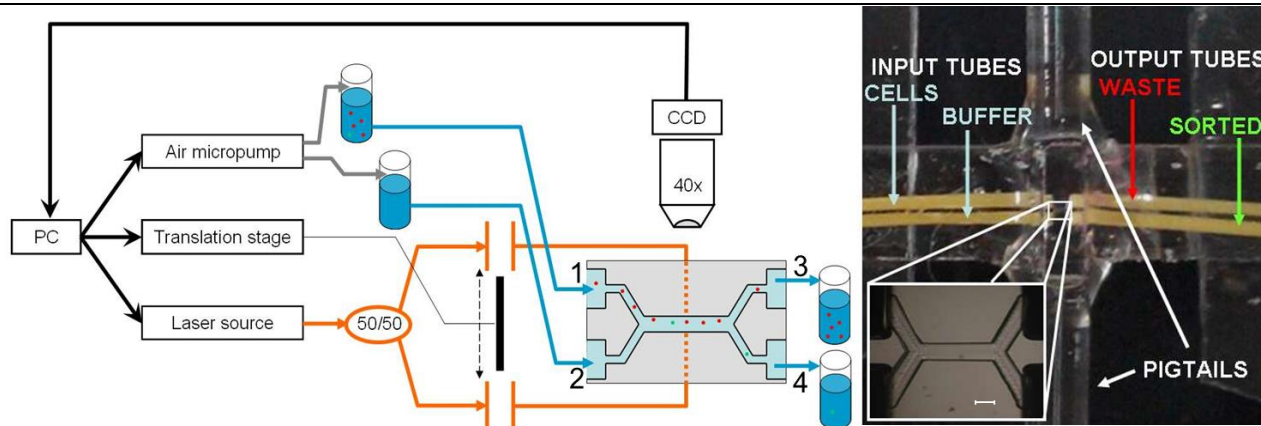 CCD
40x
Air micropump
PC
Translation stage
Laser source
50/50
1
2
3
4
INPUT TUBES
CELLS
BUFFER
OUTPUT TUBES
WASTE
SORTED
PIGTAILS